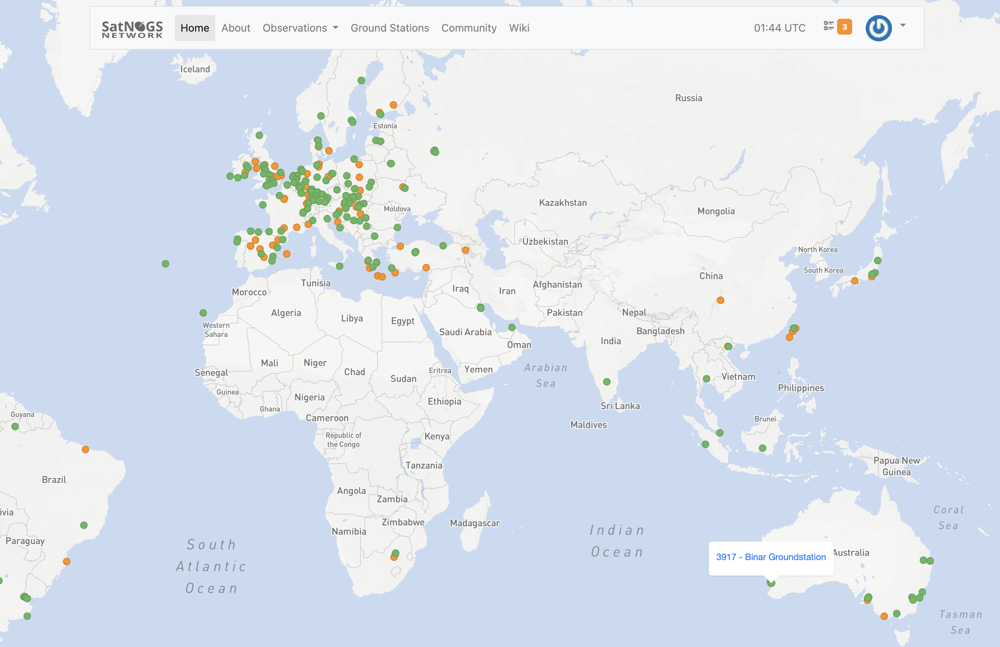 SatNOGS
NETWORK
Home
About
Observations
Ground Stations
Community
Wiki
01:44 UTC
3
Iceland
Russia
Estonia
Kazakhstan
Moldova
Mongolia
Uzbekistan
North Korea
South Korea
China
Tunisia
Afghanistan
Morocco
Iraq
Iran
Algeria
Libya
Egypt
Pakistan
Nepal
Western
Sahara
Saudi Arabia
Bangladesh
India
Oman
Mali
Niger
Chad
Senegal
Eritrea
Yemen
Arabian
Sea
Sudan
Vietnam
Philippines
Guinea
Nigeria
Ethiopia
Ghana
Sri Lanka
Guyana
Cameroon
Brunei
Maldives
Republic of
the Congo
Kenya
Papua New
Guinea
Tanzania
Brazil
Angola
Zambia
ivia
Coral
Sea
Zimbabwe
Madagascar
Namibia
Indian
Ocean
Paraguay
South
Atlantic
Ocean
Australia
3917 - Binar Groundstation
Tasman
Sea